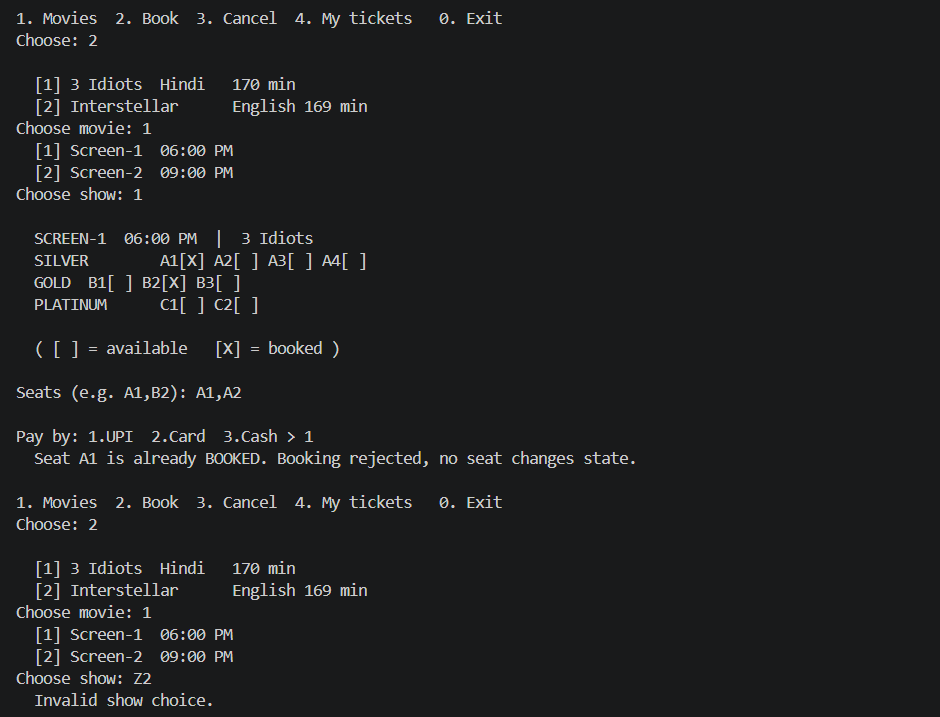 1. Movies  2. Book  3. Cancel  4. My tickets   0. Exit
Choose: 2
[1] 3 Idiots  Hindi   170 min
[2] Interstellar      English 169 min
Choose movie: 1
[1] Screen-1  06:00 PM
[2] Screen-2  09:00 PM
Choose show: 1
SCREEN-1  06:00 PM  |  3 Idiots
SILVER        A1[X] A2[ ] A3[ ] A4[ ]
GOLD  B1[ ] B2[X] B3[ ]
PLATINUM      C1[ ] C2[ ]
( [ ] = available   [X] = booked )
Seats (e.g. A1,B2): A1,A2
Pay by: 1.UPI  2.Card  3.Cash > 1
Seat A1 is already BOOKED. Booking rejected, no seat changes state.
1. Movies  2. Book  3. Cancel  4. My tickets   0. Exit
Choose: 2
[1] 3 Idiots  Hindi   170 min
[2] Interstellar      English 169 min
Choose movie: 1
[1] Screen-1  06:00 PM
[2] Screen-2  09:00 PM
Choose show: Z2
Invalid show choice.